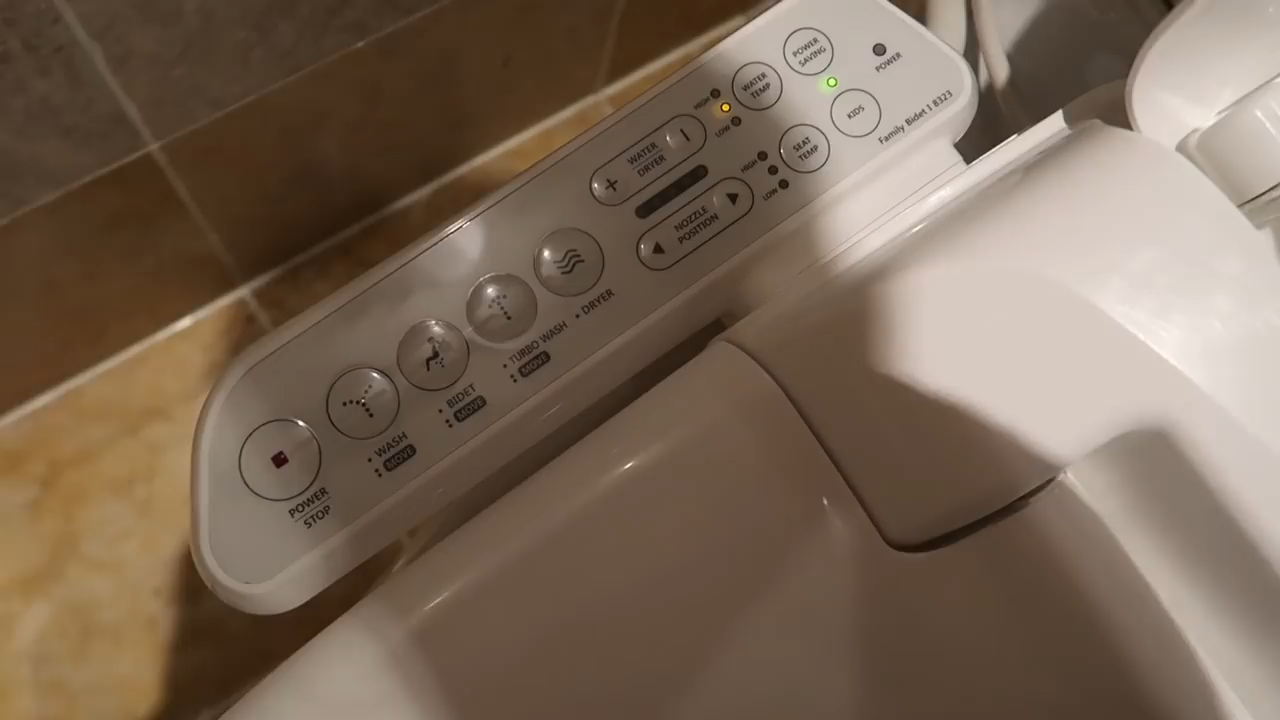 POWER
STOP
WASH
MOVE
BIDET
MOVE
TURBO WASH
MOVE
DRYER
+ WATER
DRYER −
NOZZLE
POSITION
HIGH
LOW
WATER
TEMP
HIGH
LOW
SEAT
TEMP
POWER
SAVING
KIDS
POWER
Family Bidet I 8323